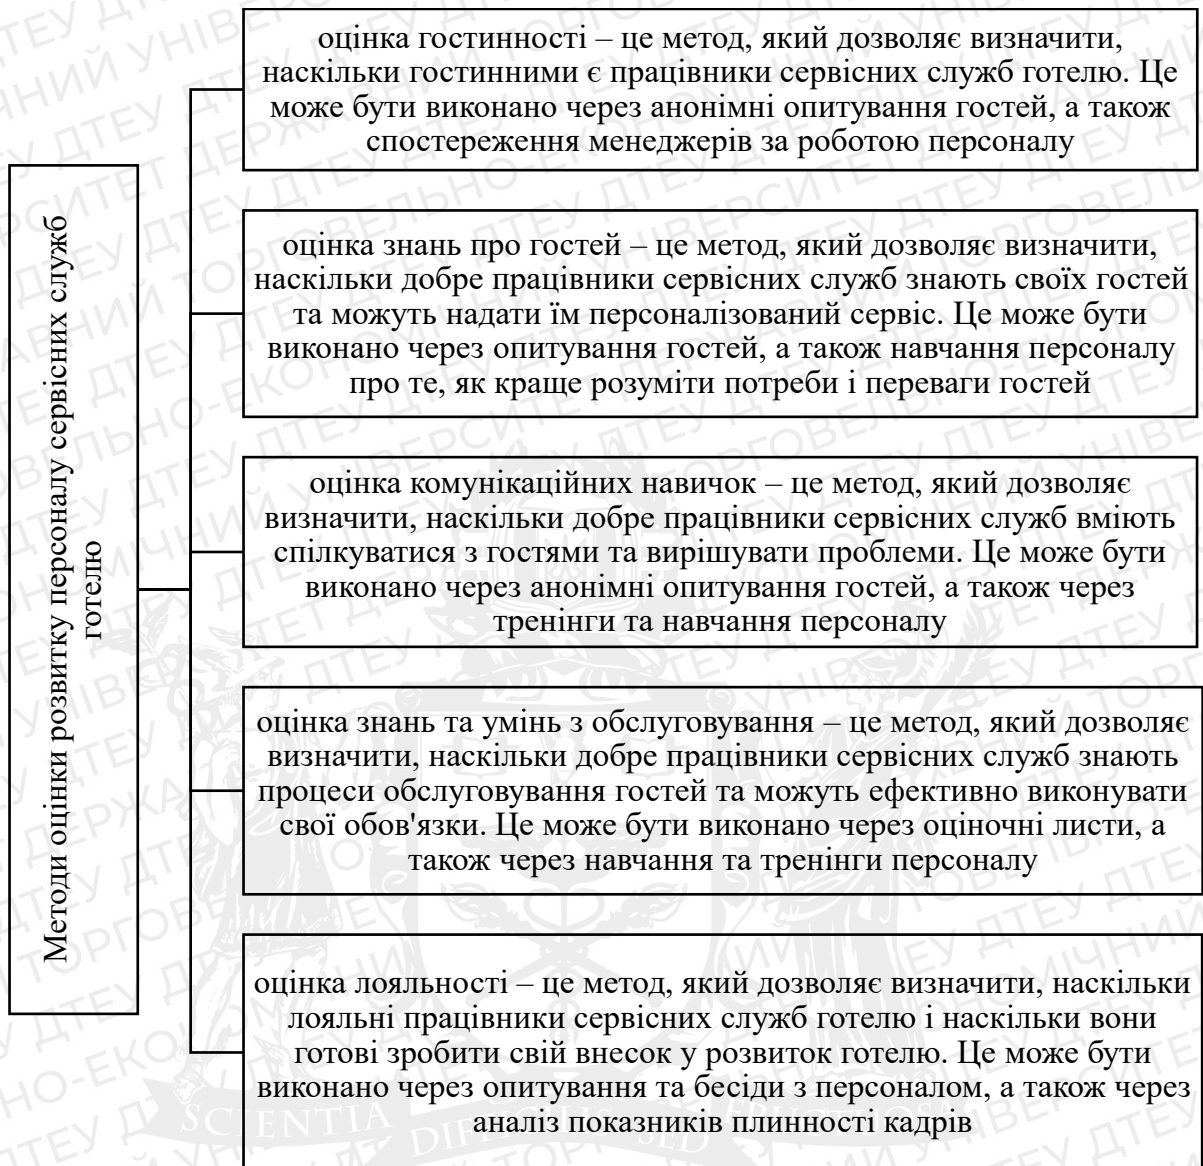 Методи оцінки розвитку персоналу сервісних служб
готелю
оцінка гостинності – це метод, який дозволяє визначити,
наскільки гостинними є працівники сервісних служб готелю. Це
може бути виконано через анонімні опитування гостей, а також
спостереження менеджерів за роботою персоналу
оцінка знань про гостей – це метод, який дозволяє визначити,
наскільки добре працівники сервісних служб знають своїх гостей
та можуть надати їм персоналізований сервіс. Це може бути
виконано через опитування гостей, а також навчання персоналу
про те, як краще розуміти потреби і переваги гостей
оцінка комунікаційних навичок – це метод, який дозволяє
визначити, наскільки добре працівники сервісних служб вміють
спілкуватися з гостями та вирішувати проблеми. Це може бути
виконано через анонімні опитування гостей, а також через
тренінги та навчання персоналу
оцінка знань та умінь з обслуговування – це метод, який дозволяє
визначити, наскільки добре працівники сервісних служб знають
процеси обслуговування гостей та можуть ефективно виконувати
свої обов'язки. Це може бути виконано через оціночні листи, а
також через навчання та тренінги персоналу
оцінка лояльності – це метод, який дозволяє визначити, наскільки
лояльні працівники сервісних служб готелю і наскільки вони
готові зробити свій внесок у розвиток готелю. Це може бути
виконано через опитування та бесіди з персоналом, а також через
аналіз показників плинності кадрів